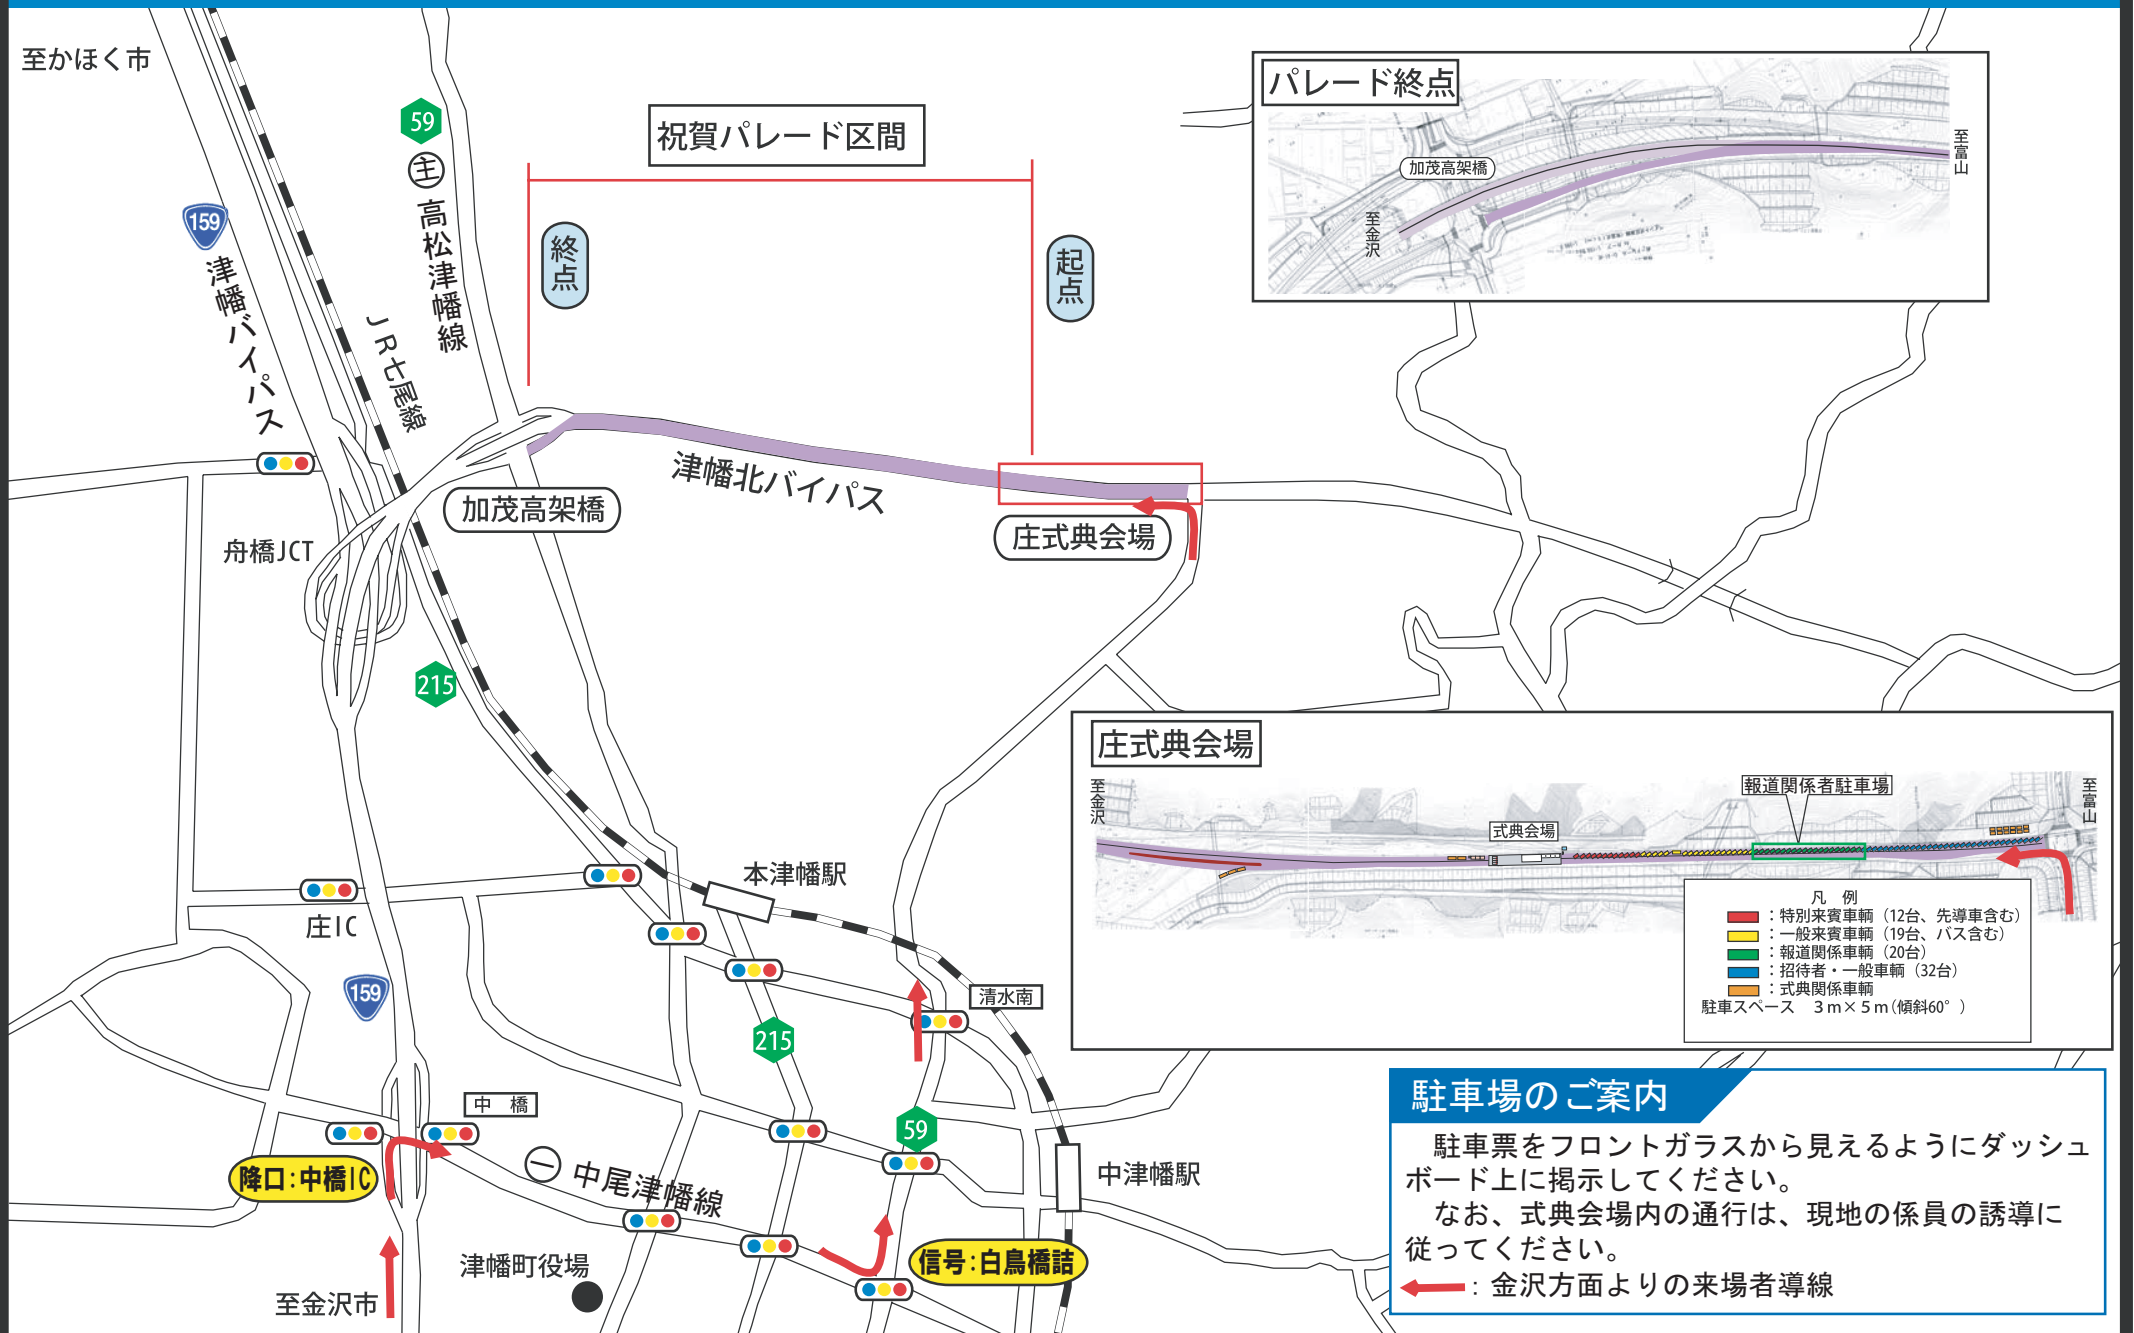 至かほく市
59
主
高松津幡線
159
津幡バイパス
JR七尾線
祝賀パレード区間
終点
起点
パレード終点
加茂高架橋
至富山
至金沢
津幡北バイパス
加茂高架橋
庄式典会場
舟橋JCT
215
庄式典会場
至金沢
至富山
報道関係者駐車場
式典会場
凡 例
：特別来賓車輌（12台、先導車含む）
：一般来賓車輌（19台、バス含む）
：報道関係車輌（20台）
：招待者・一般車輌（32台）
：式典関係車輌
駐車スペース　3ｍ×5ｍ（傾斜60°）
本津幡駅
庄IC
159
清水南
215
中 橋
59
降口：中橋IC
一
中尾津幡線
中津幡駅
信号：白鳥橋詰
津幡町役場
至金沢市
駐車場のご案内
　駐車票をフロントガラスから見えるようにダッシュ
ボード上に掲示してください。
　なお、式典会場内の通行は、現地の係員の誘導に
従ってください。
：金沢方面よりの来場者導線